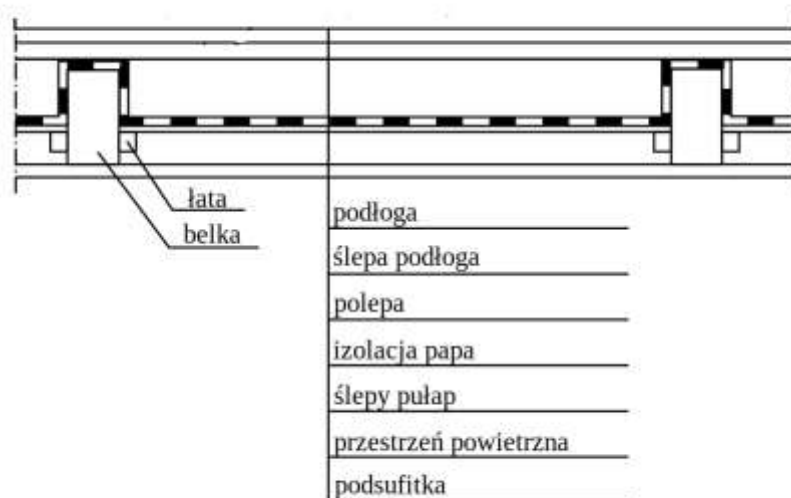 łata
belka
podłoga
ślepa podłoga
polepa
izolacja papa
ślepy pułap
przestrzeń powietrzna
podsufitka